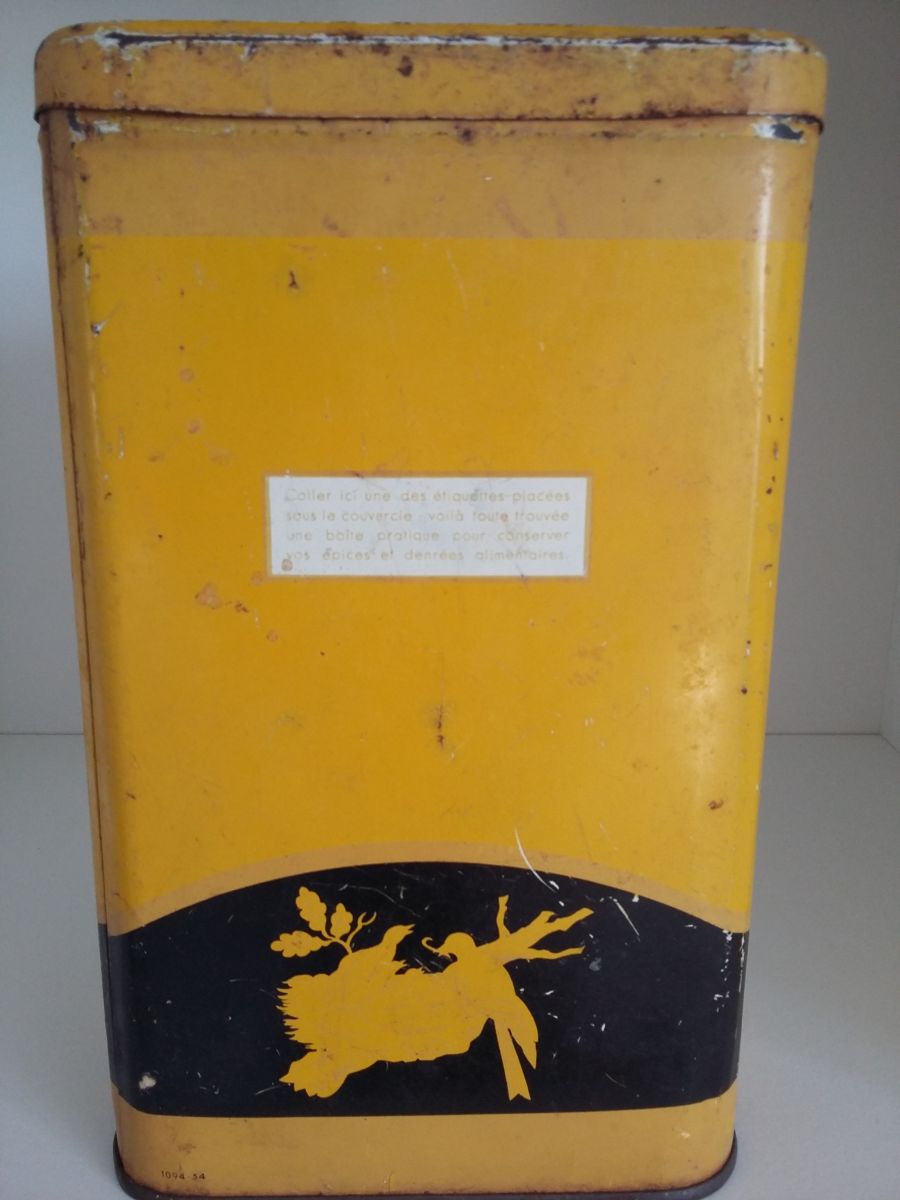 Coller ici une des étiquettes placées
sous le couvercle : voilà toute trouvée
une boîte pratique pour conserver
vos épices et denrées alimentaires.
1094-54